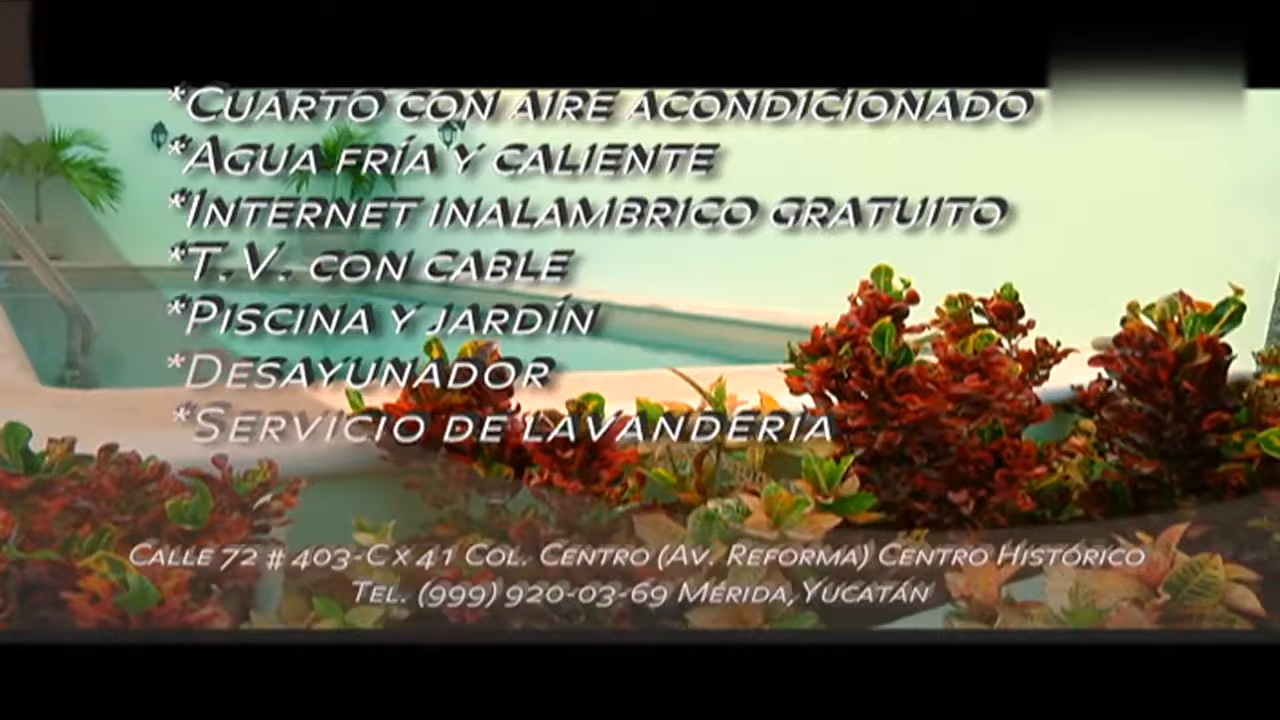 *CUARTO CON AIRE ACONDICIONADO
*AGUA FRÍA Y CALIENTE
*INTERNET INALAMBRICO GRATUITO
*T.V. CON CABLE
*PISCINA Y JARDÍN
*DESAYUNADOR
*SERVICIO DE LAVANDERIA
CALLE 72 # 403-C X 41 COL. CENTRO (AV. REFORMA) CENTRO HISTÓRICO
TEL. (999) 920-03-69 MÉRIDA, YUCATÁN